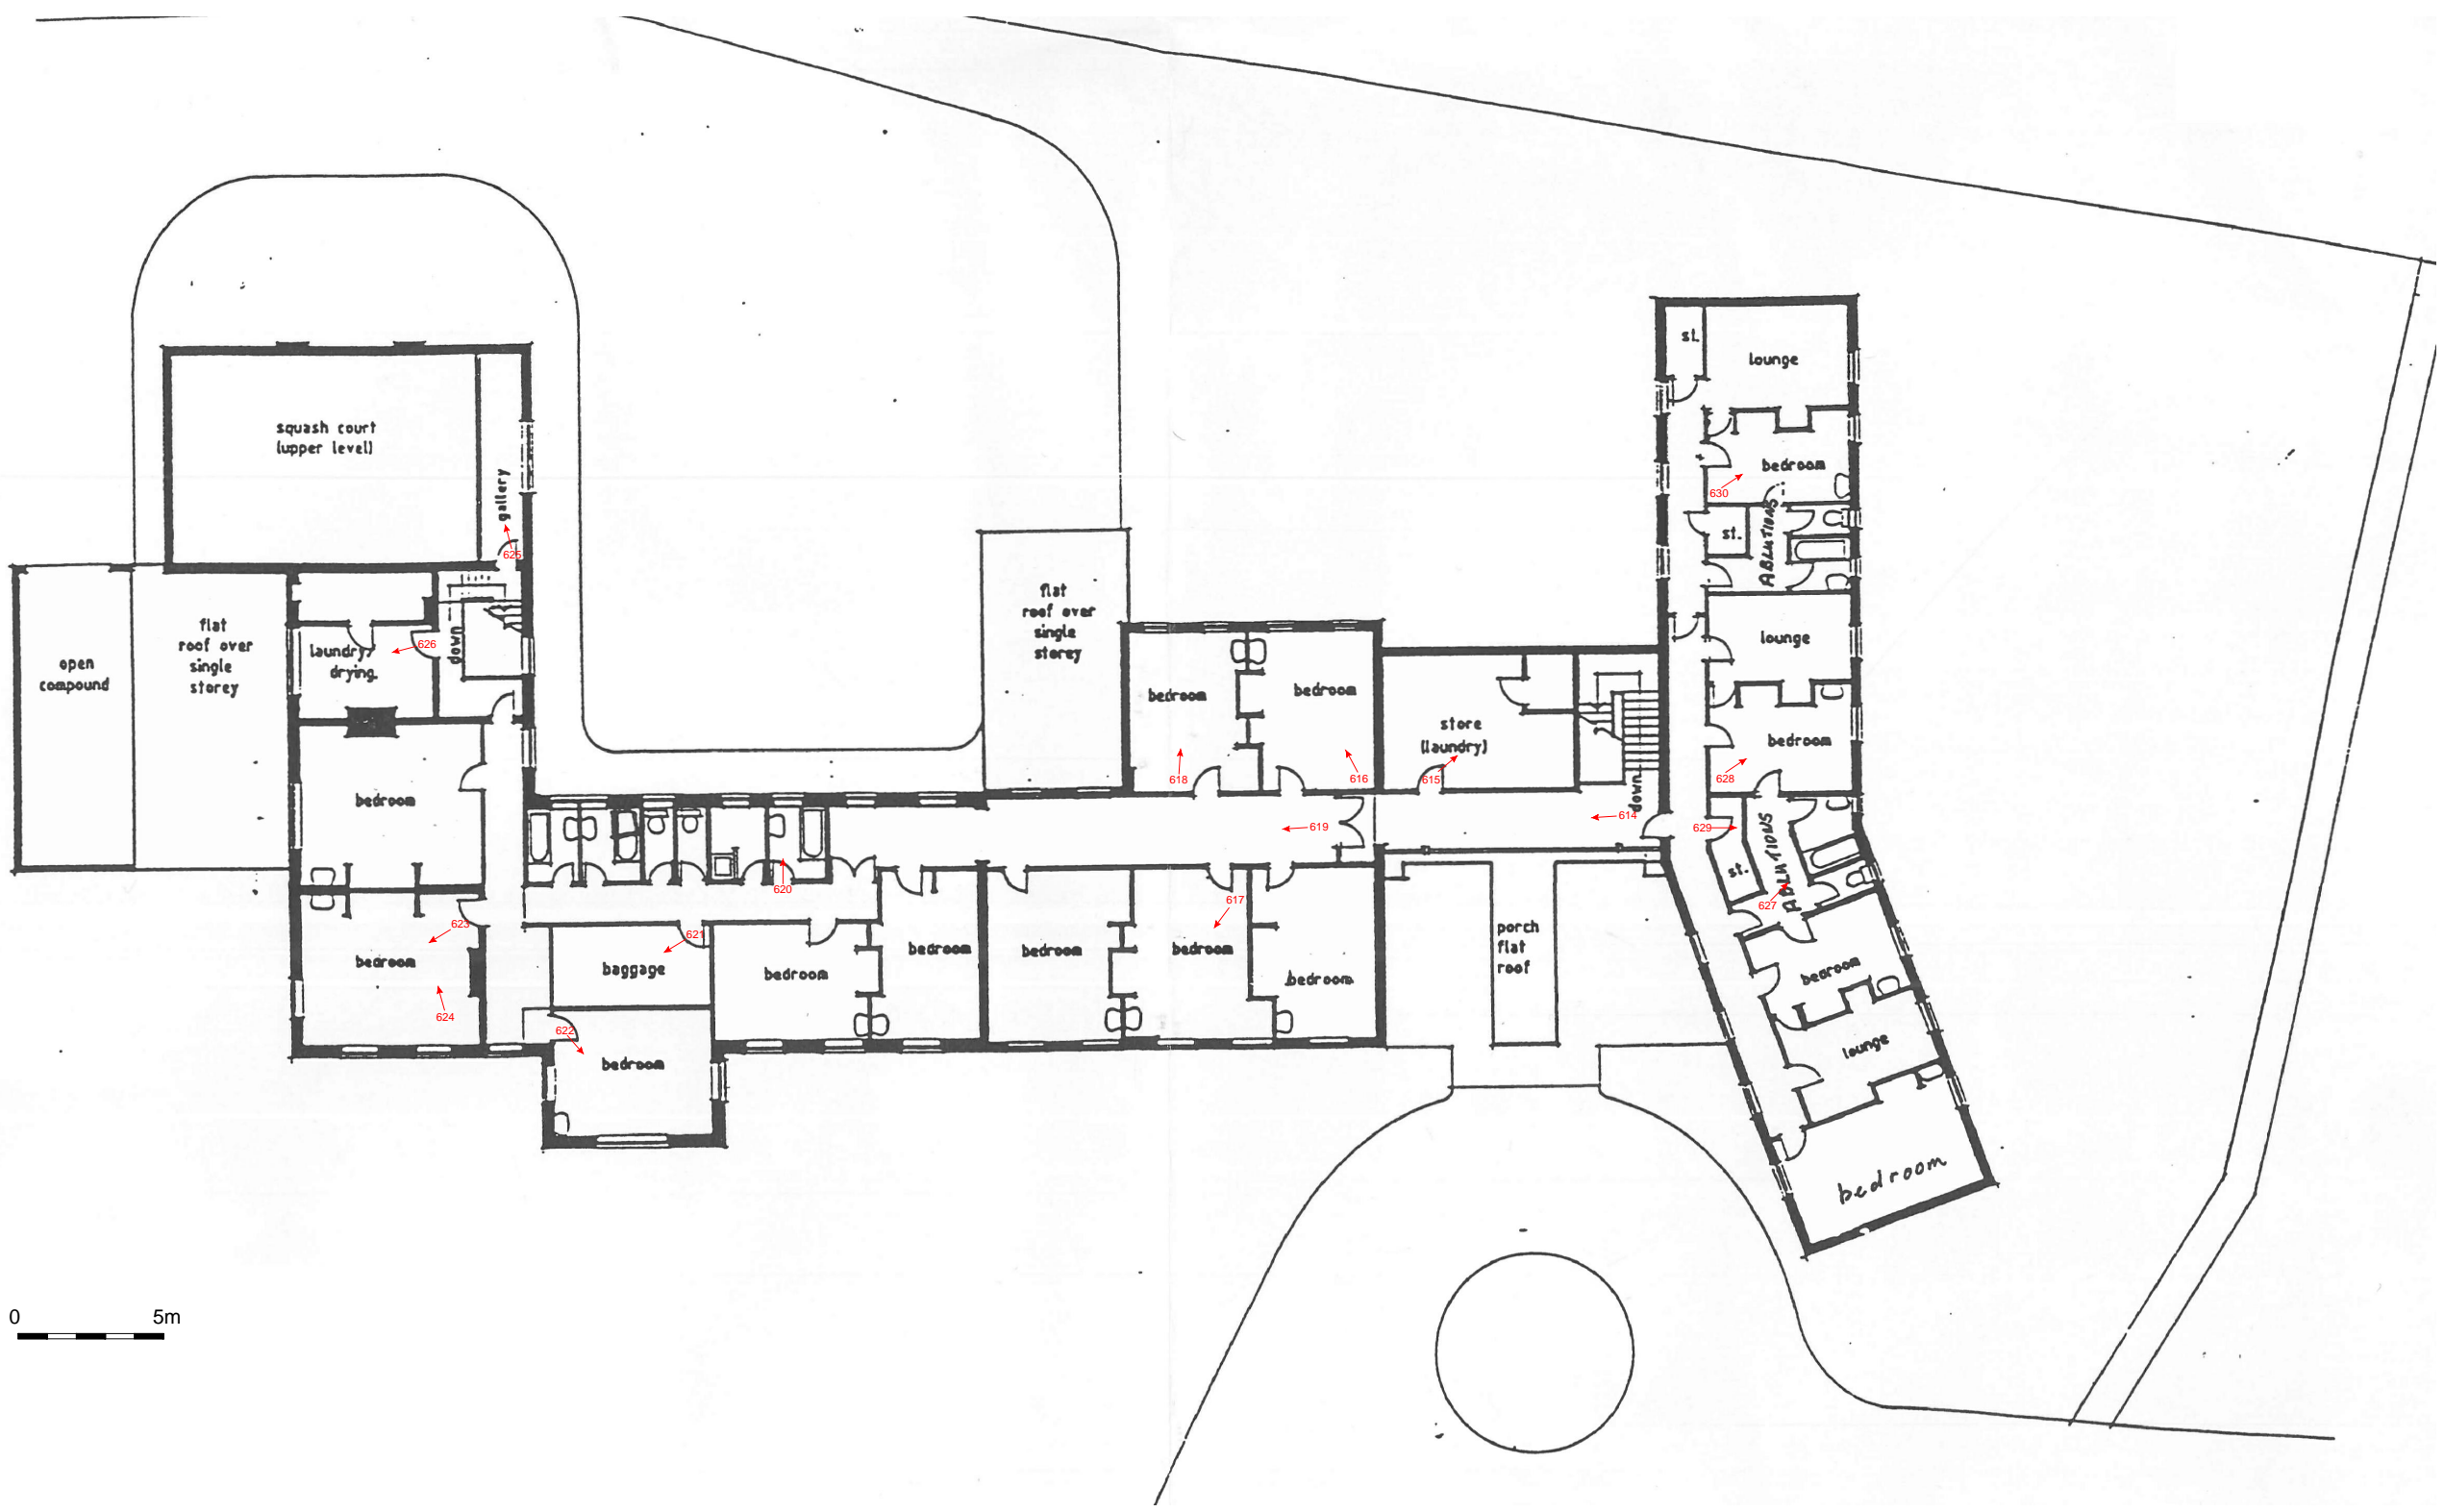 st.
lounge
squash court
(upper level)
gallery
bedroom
630
625
st.
ABLUTIONS
flat
roof over
single
storey
flat
roof over
single
storey
open
compound
laundry/
drying.
626
down
lounge
bedroom
bedroom
store
(laundry)
bedroom
618
616
615
628
down
bedroom
619
614
629
ABLUTIONS
st.
620
627
623
621
617
bedroom
baggage
bedroom
bedroom
bedroom
bedroom
bedroom
porch
flat
roof
bedroom
624
622
bedroom
lounge
bedroom
0 5m